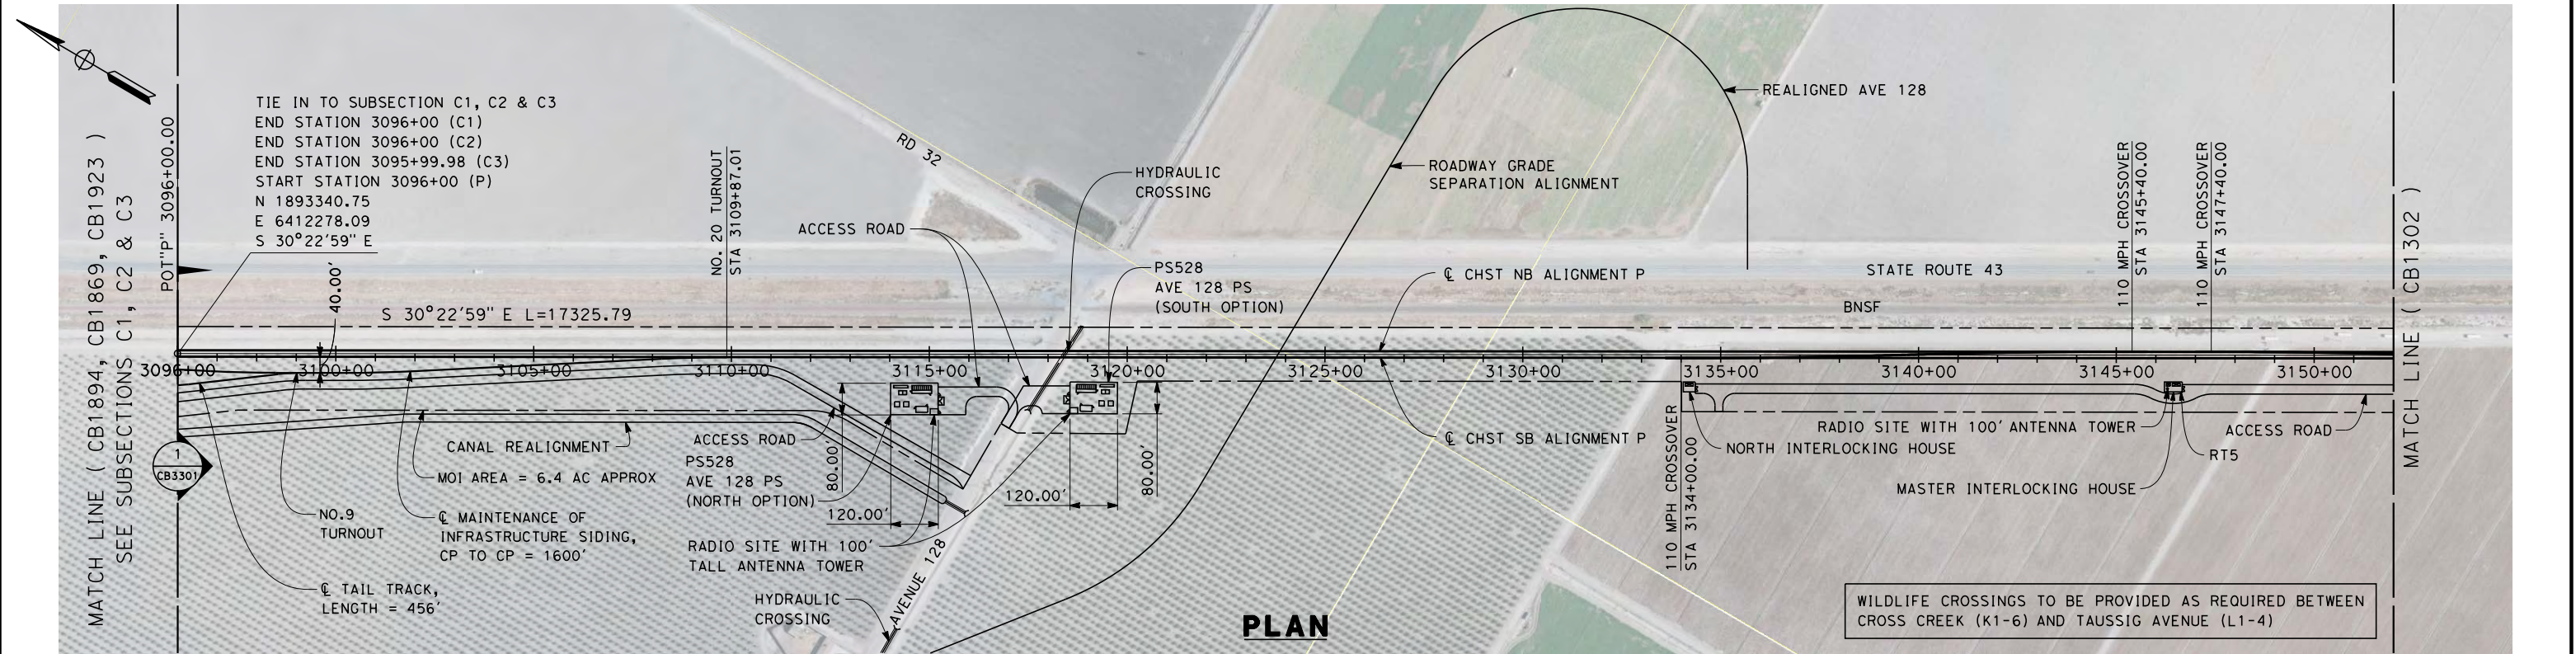 MATCH LINE ( CB1894, CB1869, CB1923 )
SEE SUBSECTIONS C1, C2 & C3
POT"P" 3096+00.00
TIE IN TO SUBSECTION C1, C2 & C3
END STATION 3096+00 (C1)
END STATION 3096+00 (C2)
END STATION 3095+99.98 (C3)
START STATION 3096+00 (P)
N 1893340.75
E 6412278.09
S 30°22'59" E
40.00'
S 30°22'59" E L=17325.79
NO. 20 TURNOUT
STA 3109+87.01
RD 32
ACCESS ROAD
HYDRAULIC
CROSSING
PS528
AVE 128 PS
(SOUTH OPTION)
ROADWAY GRADE
SEPARATION ALIGNMENT
REALIGNED AVE 128
℄ CHST NB ALIGNMENT P
STATE ROUTE 43
BNSF
110 MPH CROSSOVER
STA 3145+40.00
110 MPH CROSSOVER
STA 3147+40.00
MATCH LINE ( CB1302 )
3096+00
3100+00
3105+00
3110+00
3115+00
3120+00
3125+00
3130+00
3135+00
3140+00
3145+00
3150+00
1
CB3301
CANAL REALIGNMENT
MOI AREA = 6.4 AC APPROX
NO.9
TURNOUT
℄ MAINTENANCE OF
INFRASTRUCTURE SIDING,
CP TO CP = 1600'
℄ TAIL TRACK,
LENGTH = 456'
ACCESS ROAD
PS528
AVE 128 PS
(NORTH OPTION)
80.00'
120.00'
RADIO SITE WITH 100'
TALL ANTENNA TOWER
HYDRAULIC
CROSSING
AVENUE 128
120.00'
80.00'
℄ CHST SB ALIGNMENT P
110 MPH CROSSOVER
STA 3134+00.00
RADIO SITE WITH 100' ANTENNA TOWER
NORTH INTERLOCKING HOUSE
MASTER INTERLOCKING HOUSE
RT5
ACCESS ROAD
PLAN
WILDLIFE CROSSINGS TO BE PROVIDED AS REQUIRED BETWEEN
CROSS CREEK (K1-6) AND TAUSSIG AVENUE (L1-4)